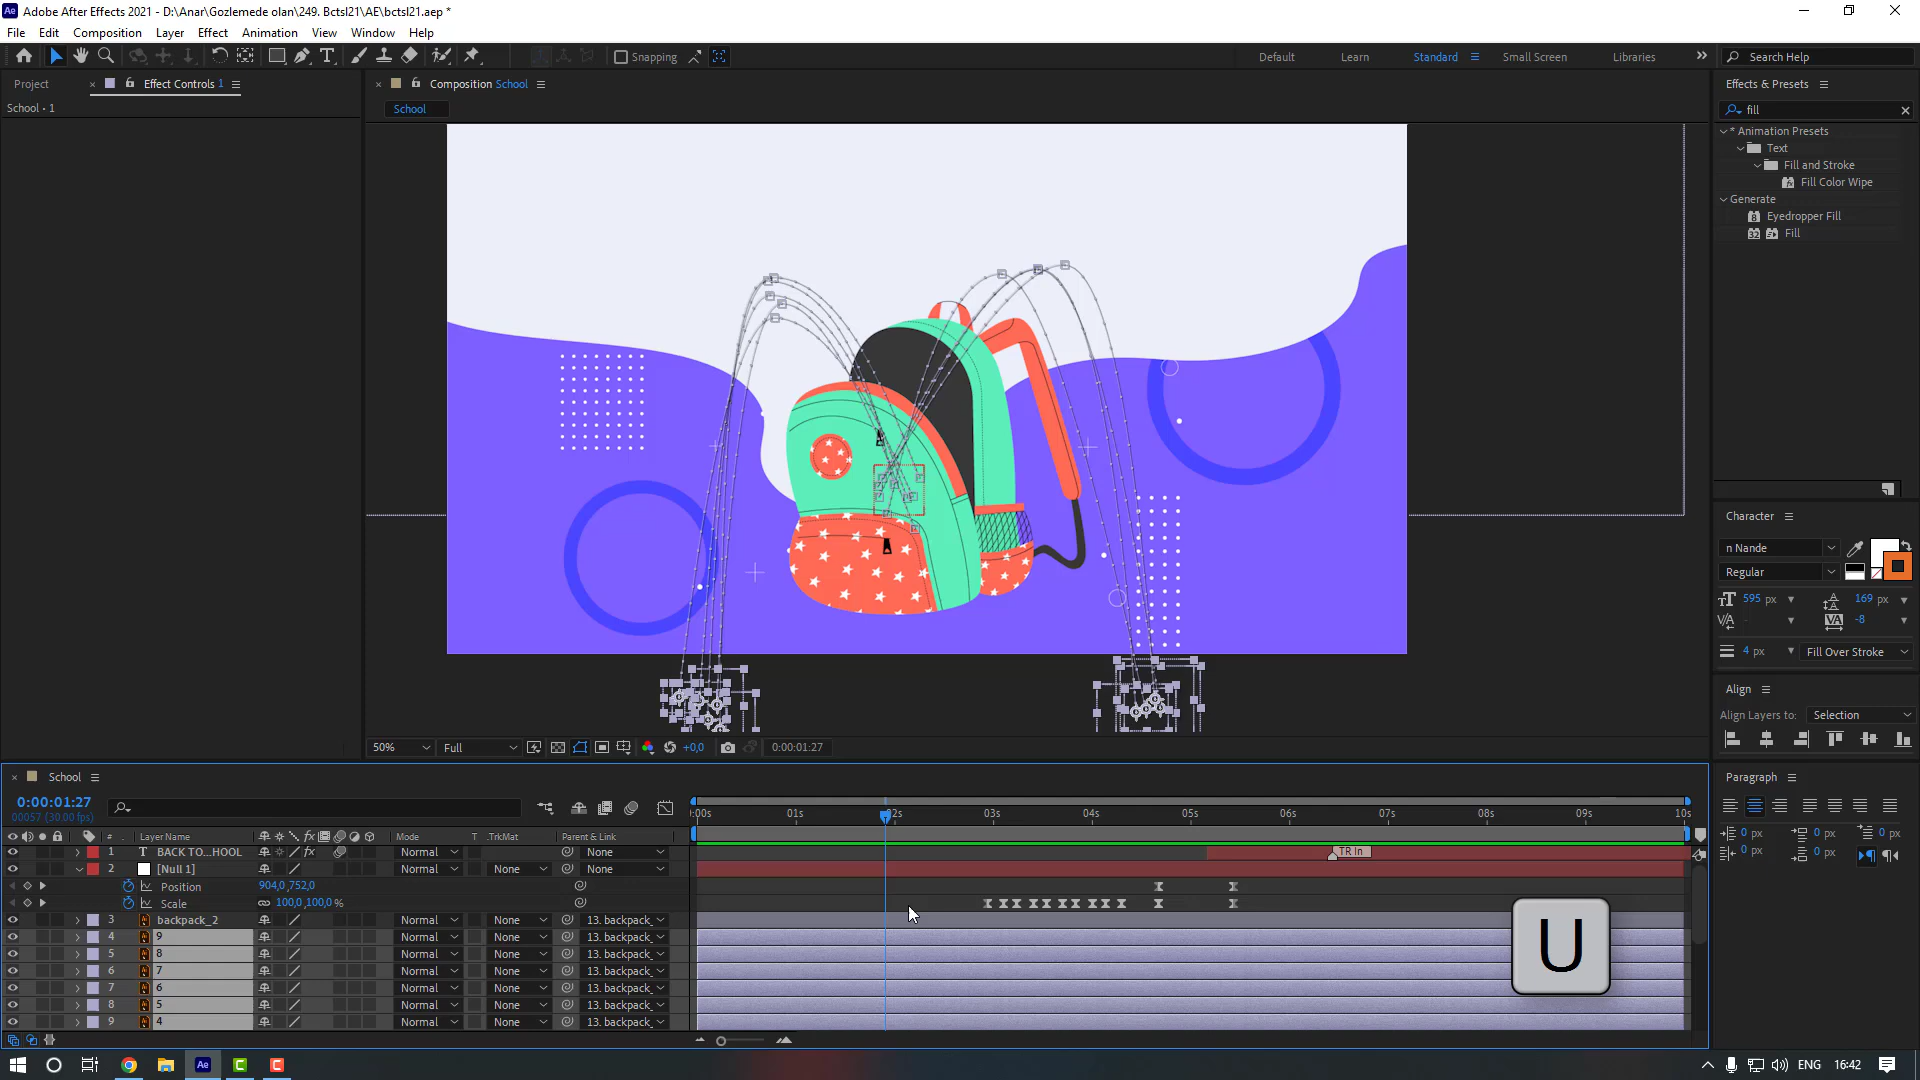 Adobe After Effects 2021 - D:\Anar\Gozlemede olan\249. Bctsl21\AE\bctsl21.aep *
File Edit Composition Layer Effect Animation View Window Help
Snapping Default Learn Standard Small Screen Libraries Search Help
Project Effect Controls 1 Composition School Effects & Presets
School • 1 School fill
* Animation Presets
Text
Fill and Stroke
Fill Color Wipe
Generate
Eyedropper Fill
Fill
Character
n Nande
Regular
595 px 169 px
-8
4 px Fill Over Stroke
Align
Align Layers to: Selection
50% Full +0,0 0:00:01:27
School Paragraph
0:00:01:27
00057 (30.00 fps)
:00s 01s 02s 03s 04s 05s 06s 07s 08s 09s 10s
0 px 0 px 0 px
0 px 0 px
# Layer Name Mode T .TrkMat Parent & Link
1 T BACK TO...HOOL Normal None TR In
2 [Null 1] Normal None None
Position 904,0,752,0
Scale 100,0,100,0 %
3 backpack_2 Normal None 13. backpack_
4 9 Normal None 13. backpack_
5 8 Normal None 13. backpack_
6 7 Normal None 13. backpack_
7 6 Normal None 13. backpack_
8 5 Normal None 13. backpack_
9 4 Normal None 13. backpack_
U
Ae ENG 16:42